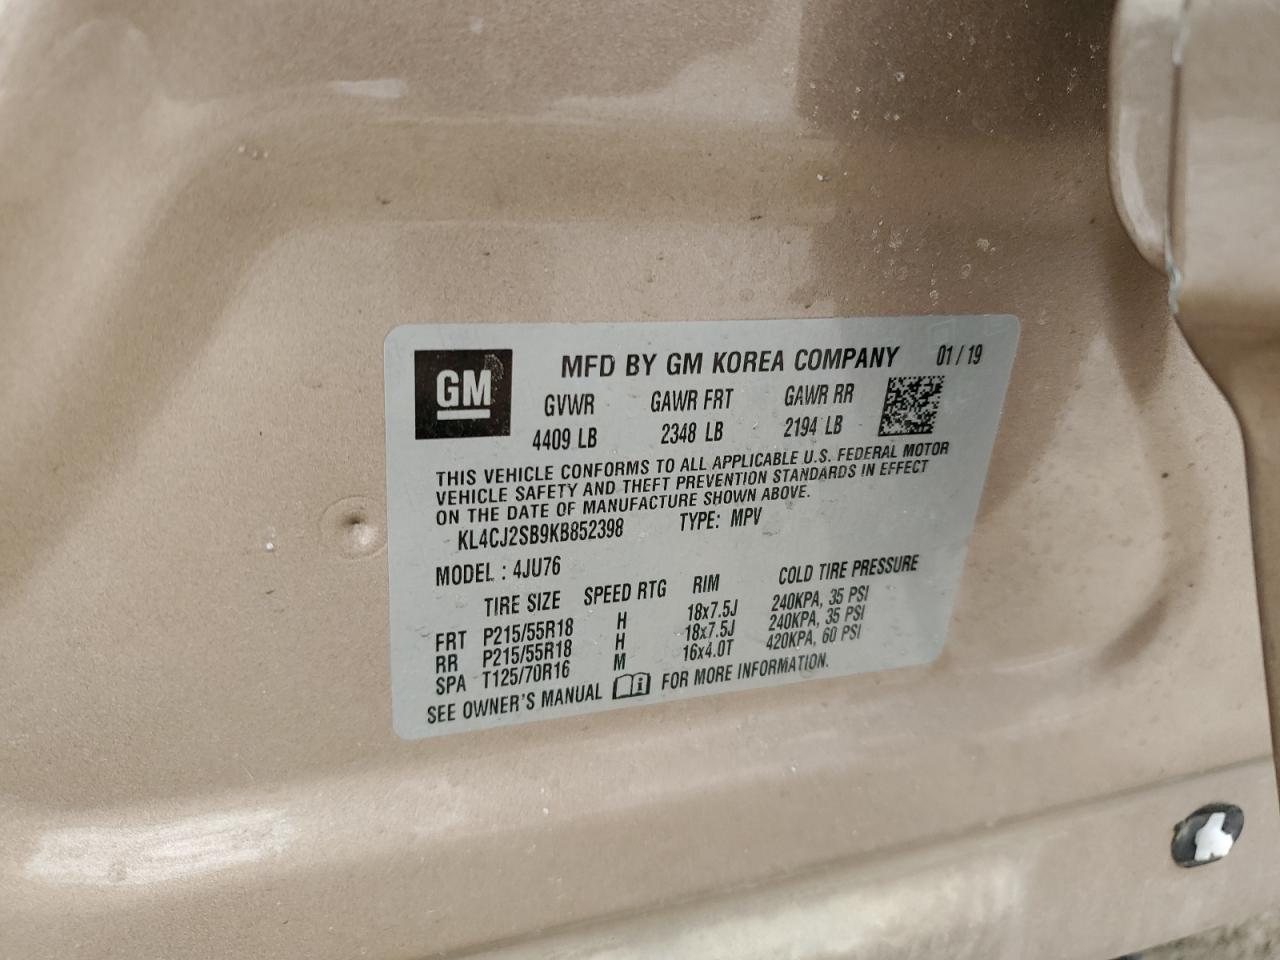 GM
MFD BY GM KOREA COMPANY 01 / 19
GVWR GAWR FRT GAWR RR
4409 LB 2348 LB 2194 LB
THIS VEHICLE CONFORMS TO ALL APPLICABLE U.S. FEDERAL MOTOR
VEHICLE SAFETY AND THEFT PREVENTION STANDARDS IN EFFECT
ON THE DATE OF MANUFACTURE SHOWN ABOVE.
KL4CJ2SB9KB852398 TYPE: MPV
MODEL : 4JU76
TIRE SIZE SPEED RTG RIM COLD TIRE PRESSURE
FRT P215/55R18 H 18x7.5J 240KPA, 35 PSI
RR P215/55R18 H 18x7.5J 240KPA, 35 PSI
SPA T125/70R16 M 16x4.0T 420KPA, 60 PSI
SEE OWNER'S MANUAL FOR MORE INFORMATION.